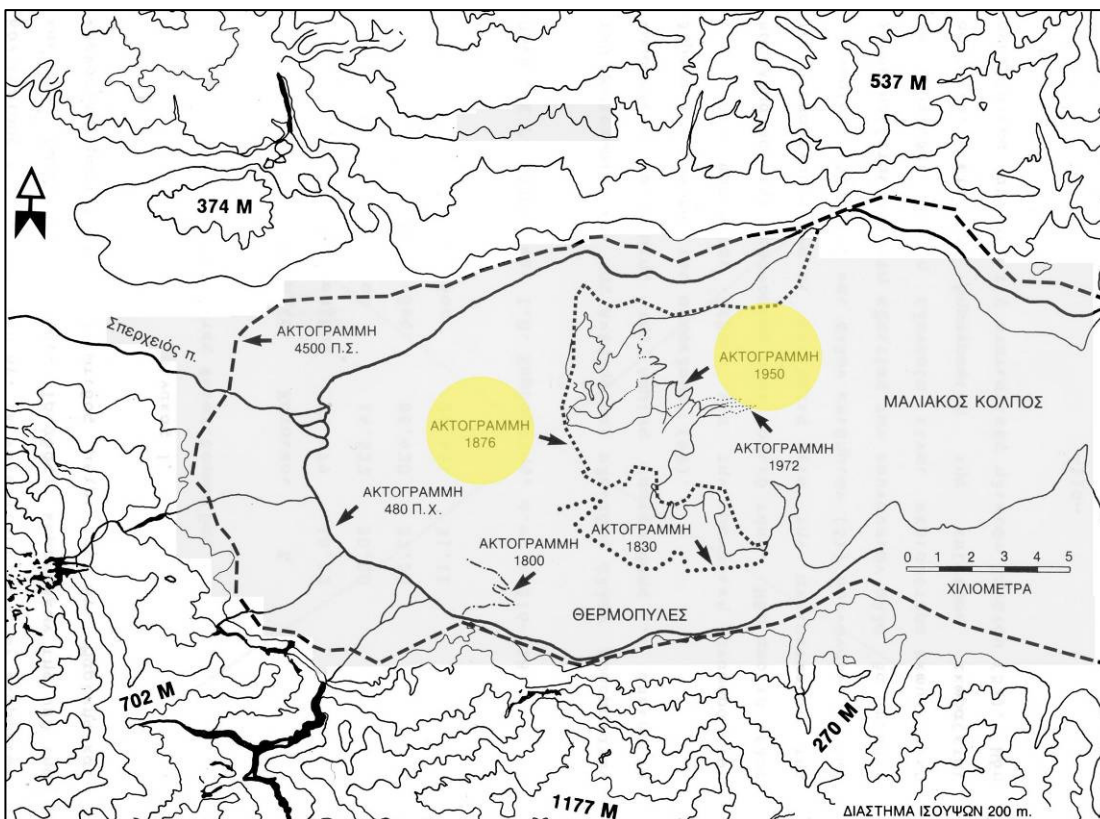 537 M
374 M
Σπερχειός π.
ΑΚΤΟΓΡΑΜΜΗ
4500 Π.Σ.
ΑΚΤΟΓΡΑΜΜΗ
1950
ΜΑΛΙΑΚΟΣ ΚΟΛΠΟΣ
ΑΚΤΟΓΡΑΜΜΗ
1876
ΑΚΤΟΓΡΑΜΜΗ
1972
ΑΚΤΟΓΡΑΜΜΗ
480 Π.Χ.
ΑΚΤΟΓΡΑΜΜΗ
1800
ΑΚΤΟΓΡΑΜΜΗ
1830
0 1 2 3 4 5
ΧΙΛΙΟΜΕΤΡΑ
ΘΕΡΜΟΠΥΛΕΣ
702 M
270 M
1177 M
ΔΙΑΣΤΗΜΑ ΙΣΟΥΨΩΝ 200 m.